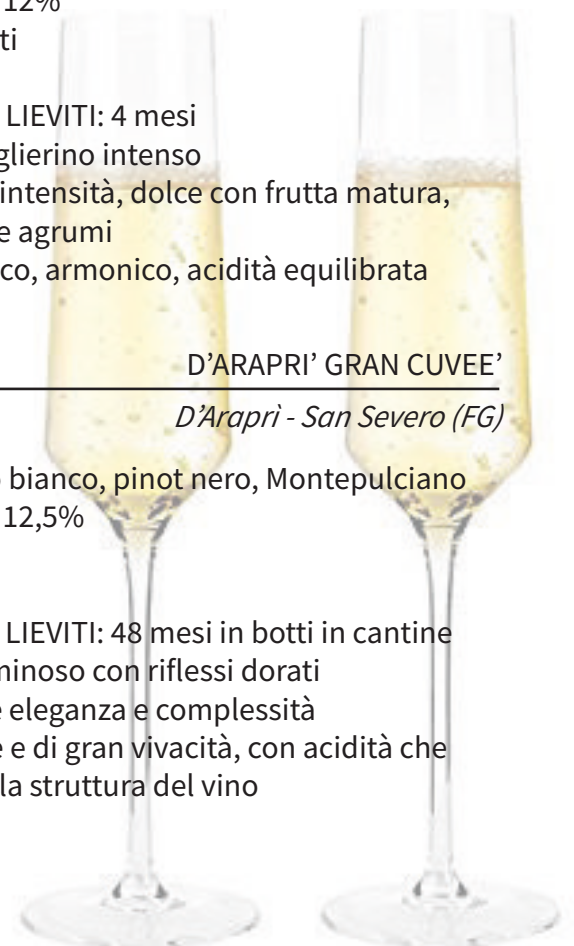 12%
ti
LIEVITI: 4 mesi
glierino intenso
intensità, dolce con frutta matura,
e agrumi
co, armonico, acidità equilibrata
D’ARAPRI’ GRAN CUVEE’
D’Araprì - San Severo (FG)
bianco, pinot nero, Montepulciano
12,5%
LIEVITI: 48 mesi in botti in cantine
minoso con riflessi dorati
e eleganza e complessità
e e di gran vivacità, con acidità che
la struttura del vino